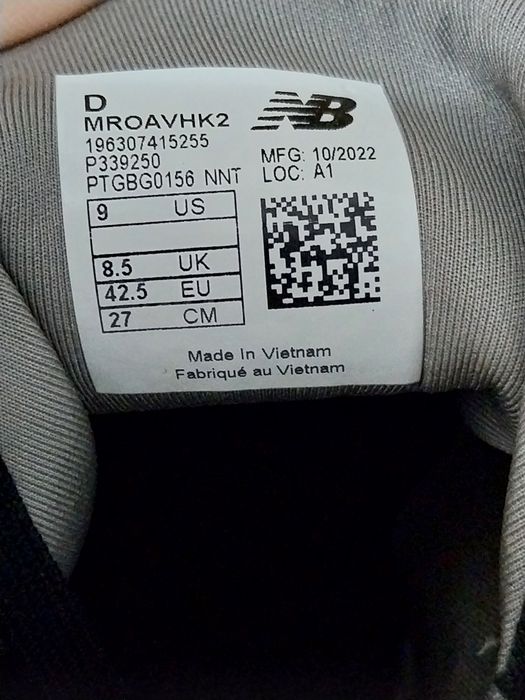 D
MROAVHK2
196307415255
P339250
PTGBG0156 NNT
NB
MFG: 10/2022
LOC: A1
9 US
8.5 UK
42.5 EU
27 CM
Made In Vietnam
Fabriqué au Vietnam